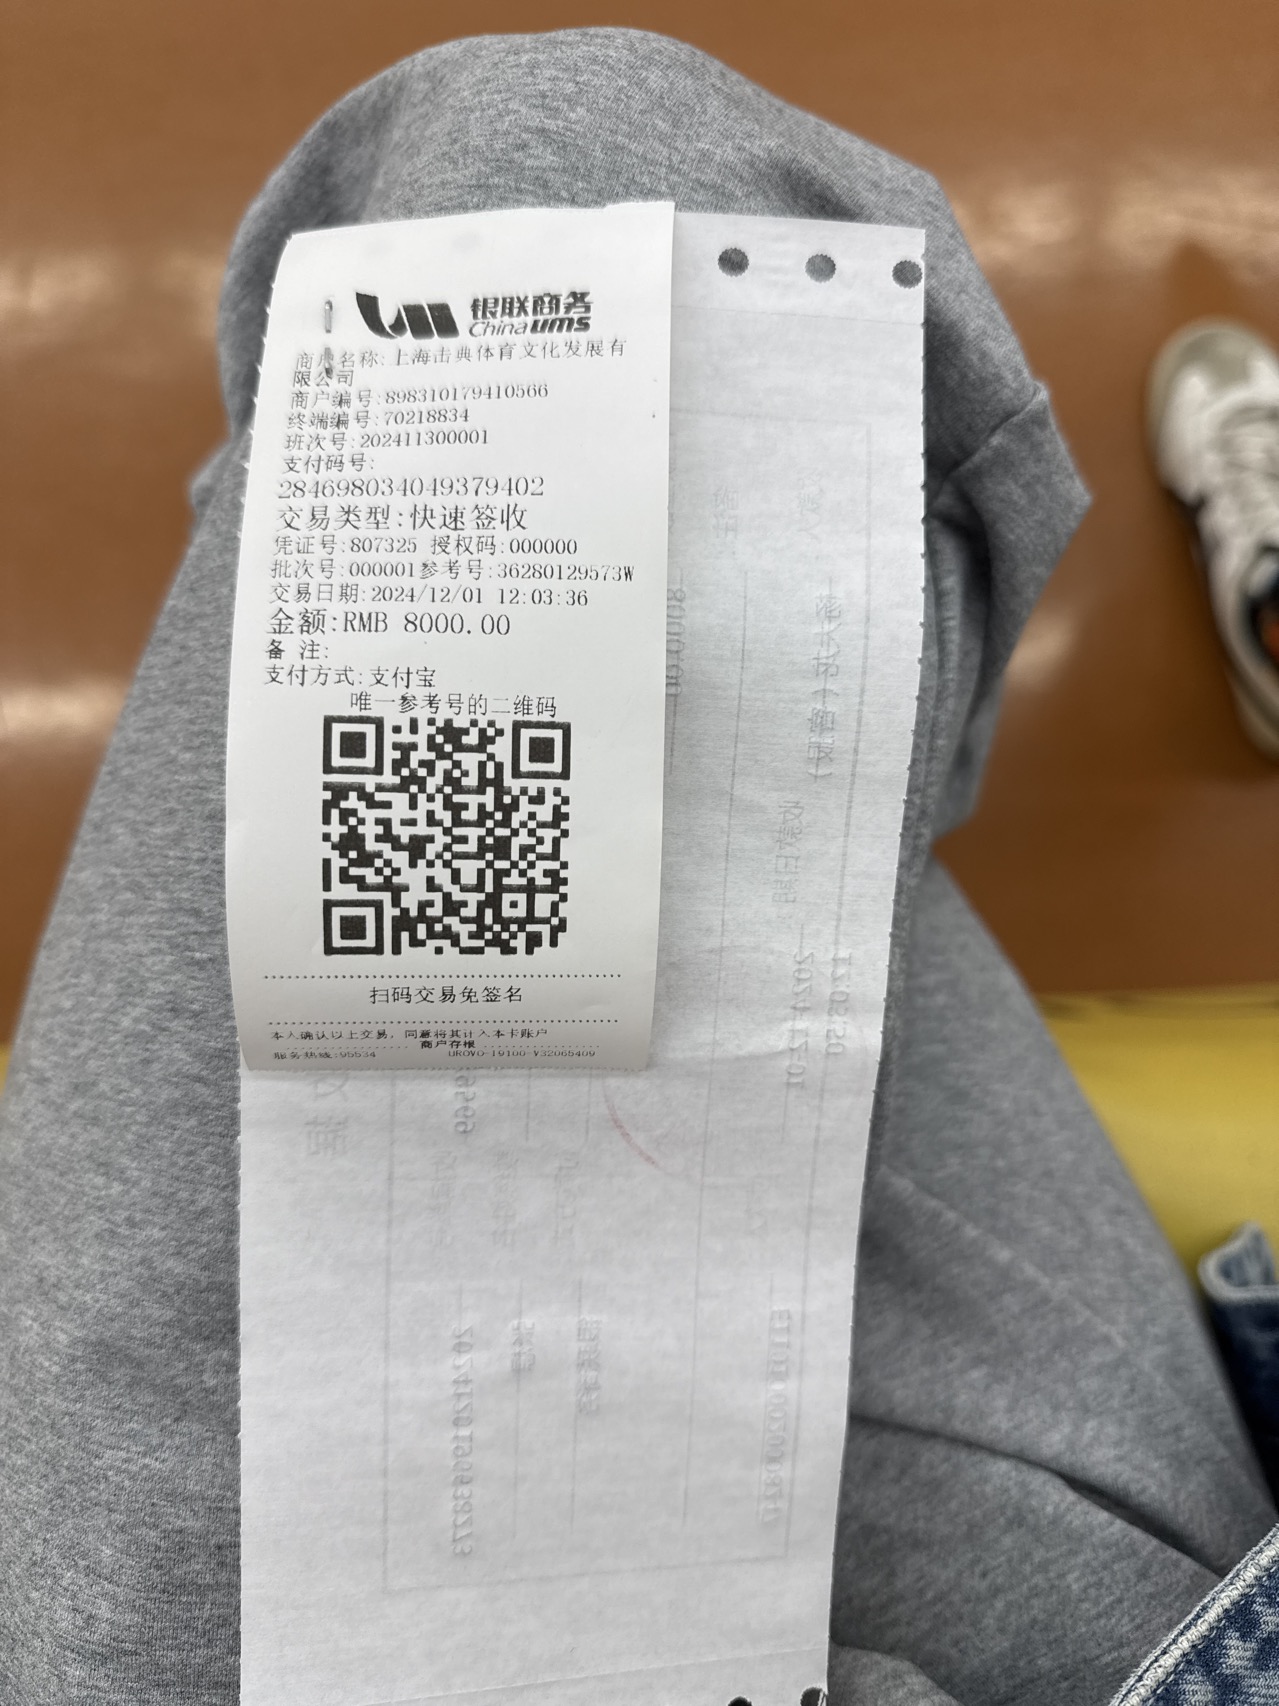 银联商务
China ums
商户名称:上海击典体育文化发展有
限公司
商户编号:898310179410566
终端编号:70218834
班次号:202411300001
支付码号:
284698034049379402
交易类型:快速签收
凭证号:807325 授权码:000000
批次号:000001参考号:36280129573W
交易日期:2024/12/01 12:03:36
金额:RMB 8000.00
备 注:
支付方式:支付宝
唯一参考号的二维码
扫码交易免签名
本人确认以上交易，同意将其计入本卡账户
商户存根
服务热线:95534 UROVO-I9100-V32065409